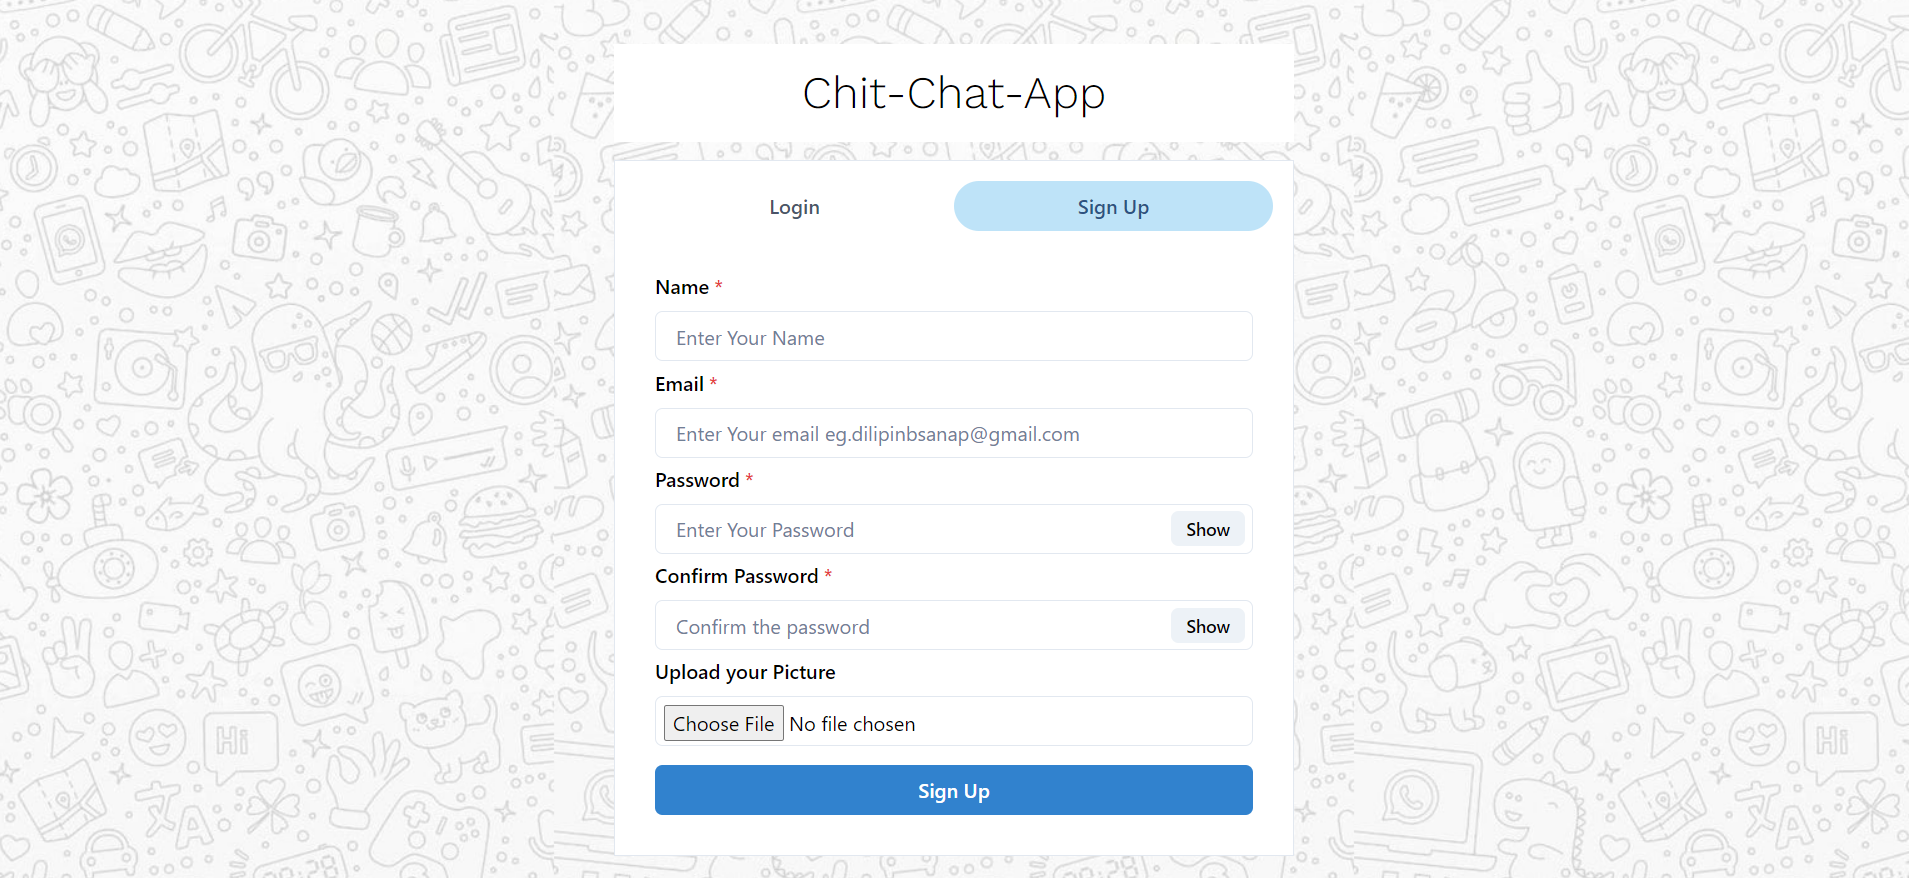 Chit-Chat-App
Login
Sign Up
Name *
Enter Your Name
Email *
Enter Your email eg.dilipinbsanap@gmail.com
Password *
Enter Your Password
Show
Confirm Password *
Confirm the password
Show
Upload your Picture
Choose File No file chosen
Sign Up
Hi
Hi